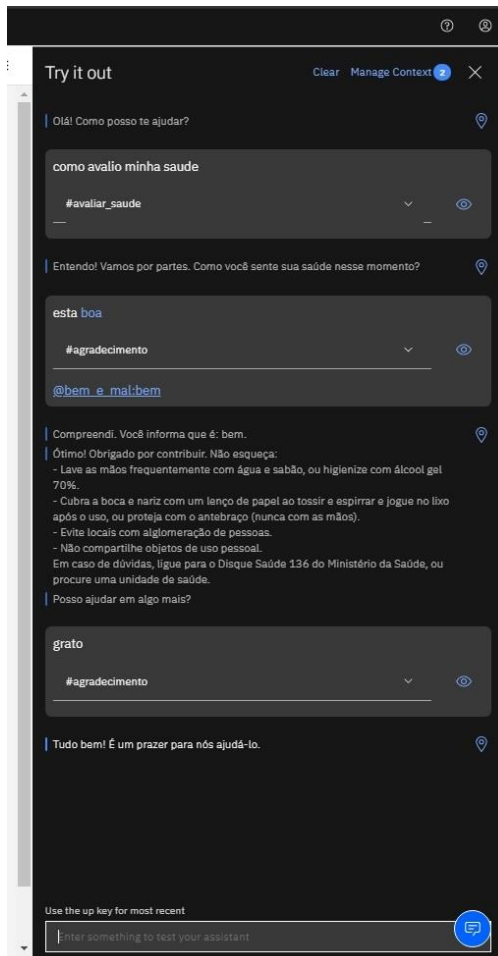 Try it out
Clear Manage Context 2
Olá! Como posso te ajudar?
como avalio minha saude
#avaliar_saude
Entendo! Vamos por partes. Como você sente sua saúde nesse momento?
esta boa
#agradecimento
@bem_e_mal:bem
Compreendi. Você informa que é: bem.
Ótimo! Obrigado por contribuir. Não esqueça:
- Lave as mãos frequentemente com água e sabão, ou higienize com álcool gel
70%.
- Cubra a boca e nariz com um lenço de papel ao tossir e espirrar e jogue no lixo
após o uso, ou proteja com o antebraço (nunca com as mãos).
- Evite locais com alglomeração de pessoas.
- Não compartilhe objetos de uso pessoal.
Em caso de dúvidas, ligue para o Disque Saúde 136 do Ministério da Saúde, ou
procure uma unidade de saúde.
Posso ajudar em algo mais?
grato
#agradecimento
Tudo bem! É um prazer para nós ajudá-lo.
Use the up key for most recent
Enter something to test your assistant